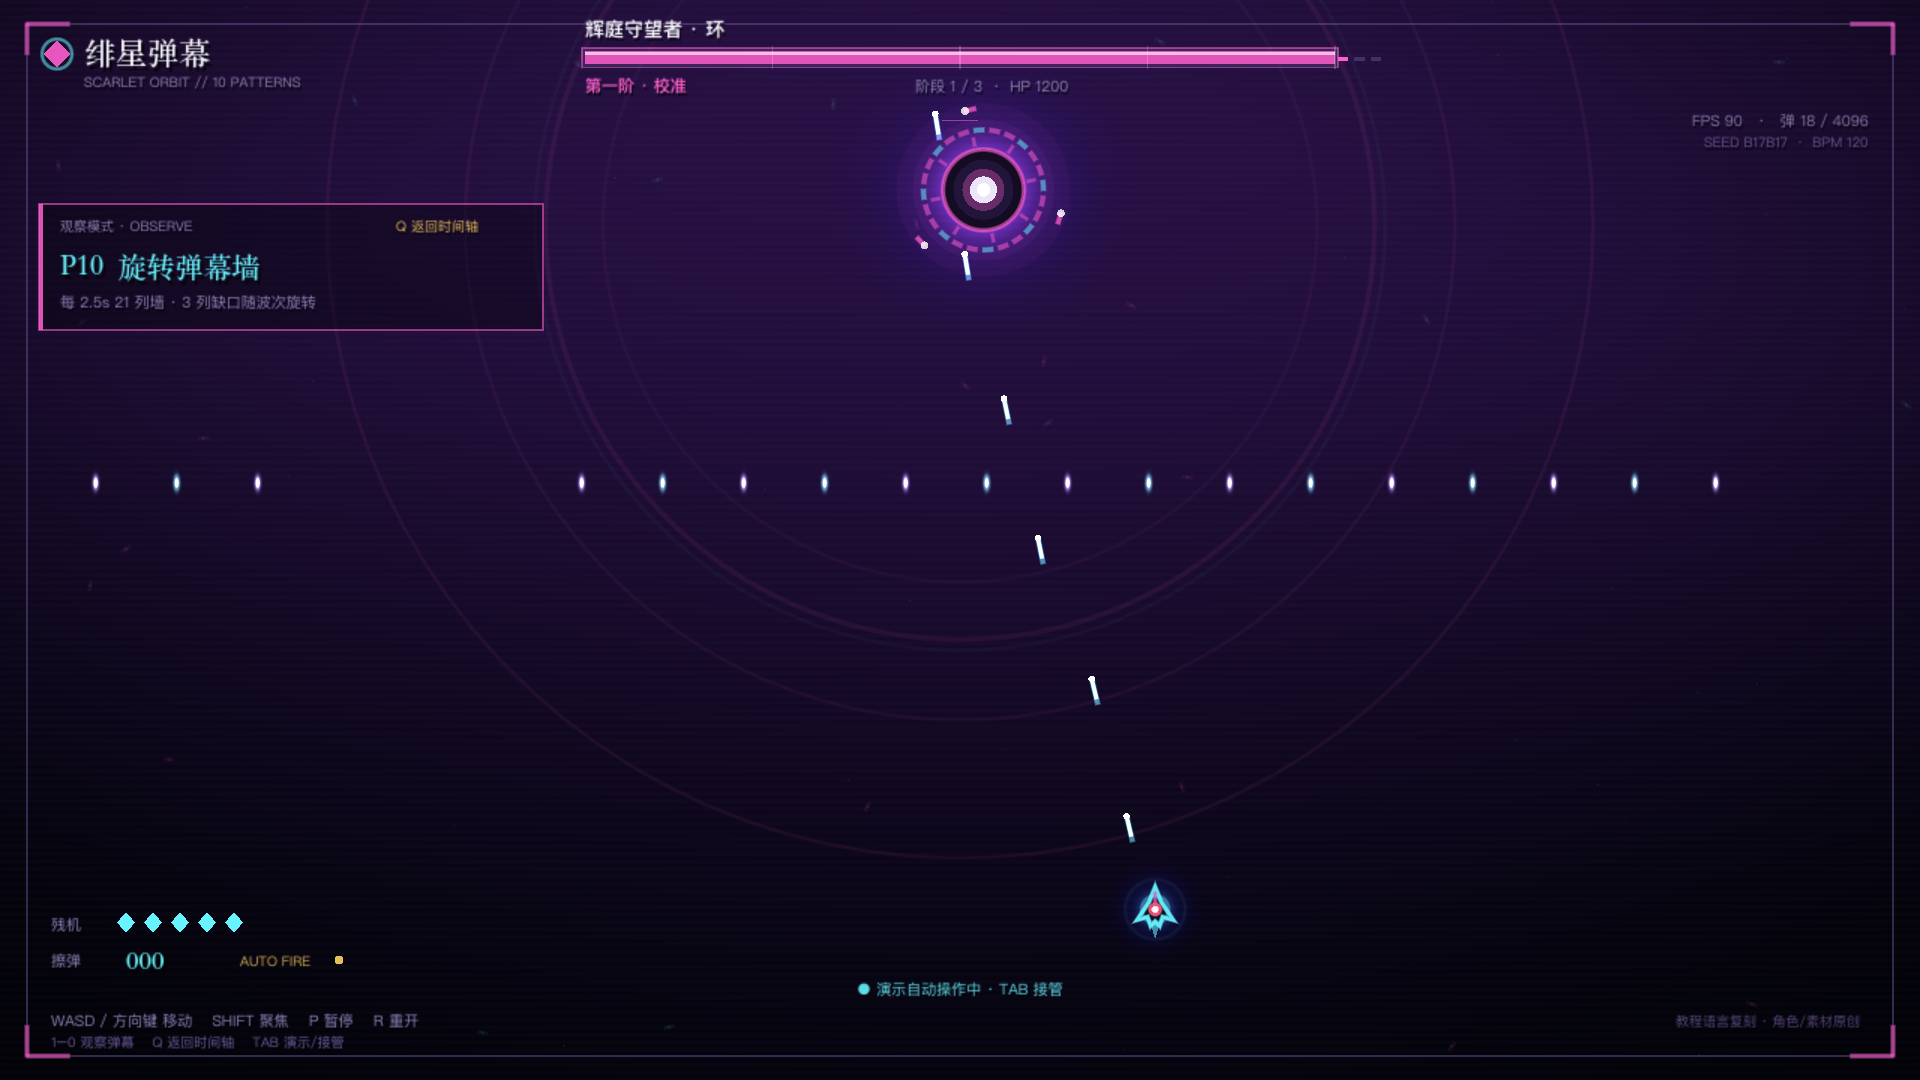 辉庭守望者 · 环
绯星弹幕
SCARLET ORBIT // 10 PATTERNS
第一阶 · 校准
阶段 1 / 3 · HP 1200
FPS 90 · 弹 18 / 4096
SEED B17B17 · BPM 120
观察模式 · OBSERVE
Q 返回时间轴
P10 旋转弹幕墙
每 2.5s 21 列墙 · 3 列缺口随波次旋转
残机
擦弹 000 AUTO FIRE
演示自动操作中 · TAB 接管
WASD / 方向键 移动 SHIFT 聚焦 P 暂停 R 重开
1—0 观察弹幕 Q 返回时间轴 TAB 演示/接管
教程语言复刻 · 角色/素材原创